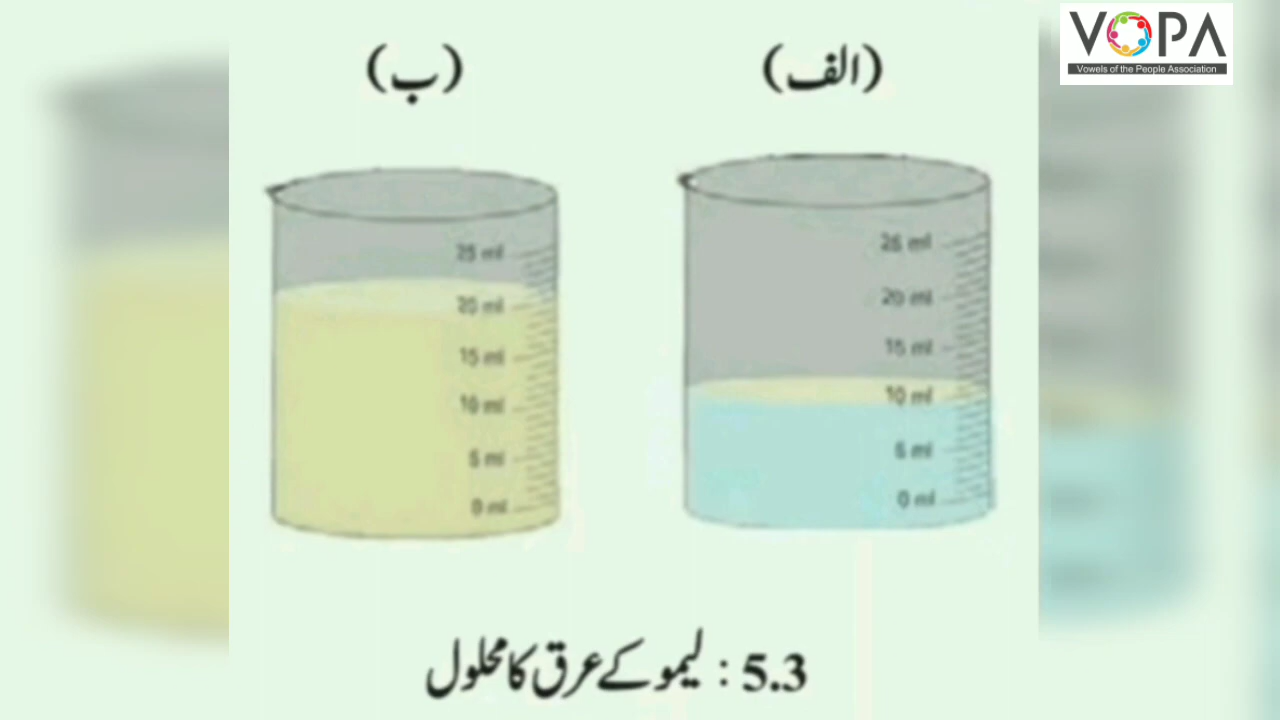 VOPA
Vowels of the People Association
(الف)
(ب)
25 ml
20 ml
15 ml
10 ml
5 ml
0 ml
25 ml
20 ml
15 ml
10 ml
5 ml
0 ml
5.3 : لیمو کے عرق کا محلول